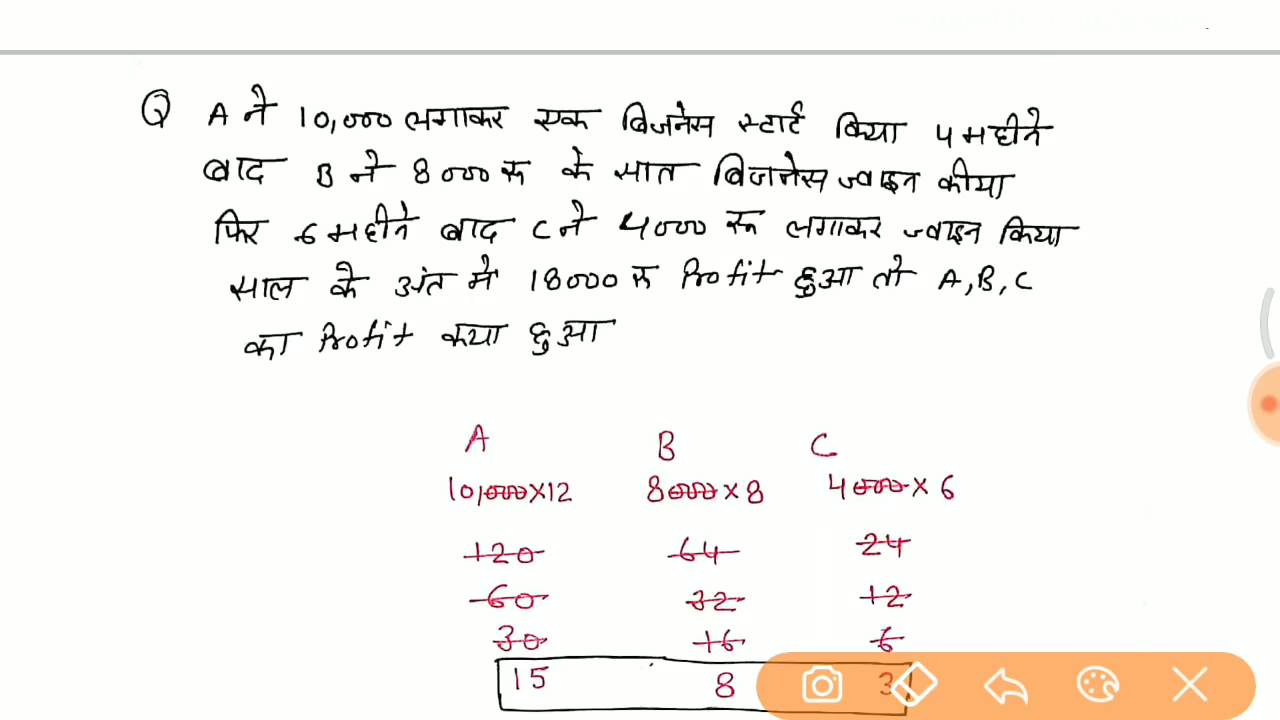 Q A ने 10,000 लगाकर एक बिजनेस स्टार्ट किया 4 महीने
बाद B ने 8000 रू के सात बिजनेस ज्वाइन कीया
फिर 6 महीने बाद C ने 4000 रू लगाकर ज्वाइन किया
साल के अंत मे 18000 रू Profit हुआ तो A, B, C
का Profit क्या हुआ
A B C
10,000×12 8000×8 4000×6
120 64 24
60 32 12
30 16 6
15 8 3